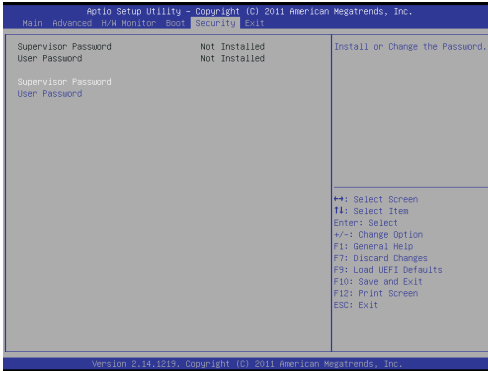 Aptio Setup Utility – Copyright (C) 2011 American Megatrends, Inc.
Main Advanced H/W Monitor Boot Security Exit
Supervisor Password Not Installed
User Password Not Installed
Supervisor Password
User Password
Install or Change the Password.
↔: Select Screen
↑↓: Select Item
Enter: Select
+/-: Change Option
F1: General Help
F7: Discard Changes
F9: Load UEFI Defaults
F10: Save and Exit
F12: Print Screen
ESC: Exit
Version 2.14.1219. Copyright (C) 2011 American Megatrends, Inc.